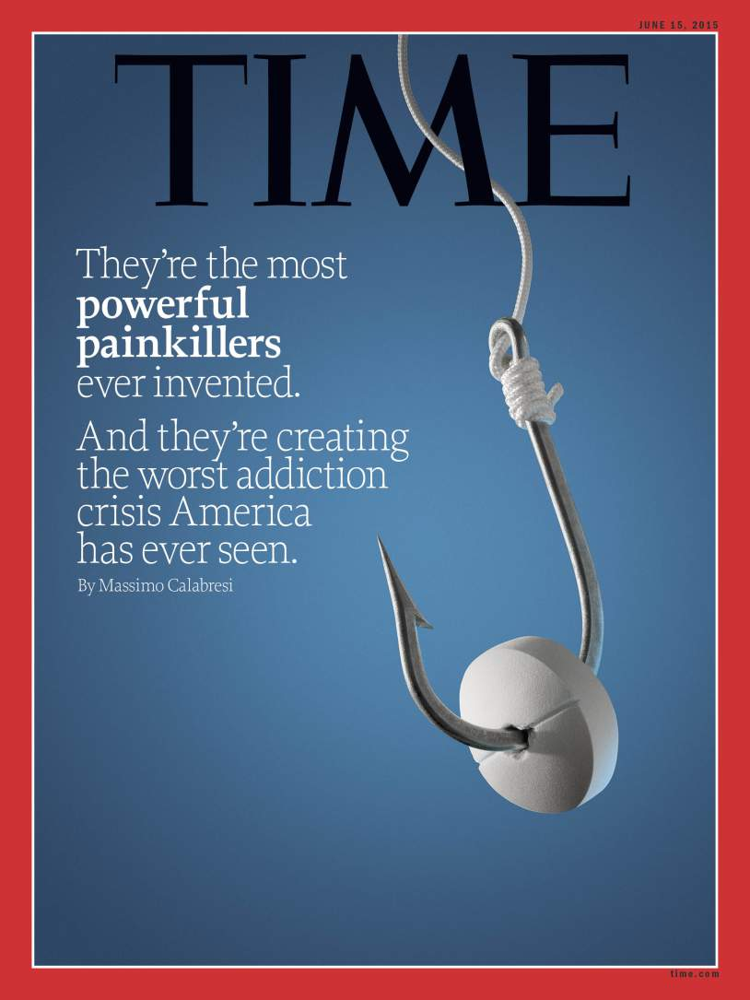 JUNE 15, 2015
TIME
They’re the most
powerful
painkillers
ever invented.
And they’re creating
the worst addiction
crisis America
has ever seen.
By Massimo Calabresi
time.com